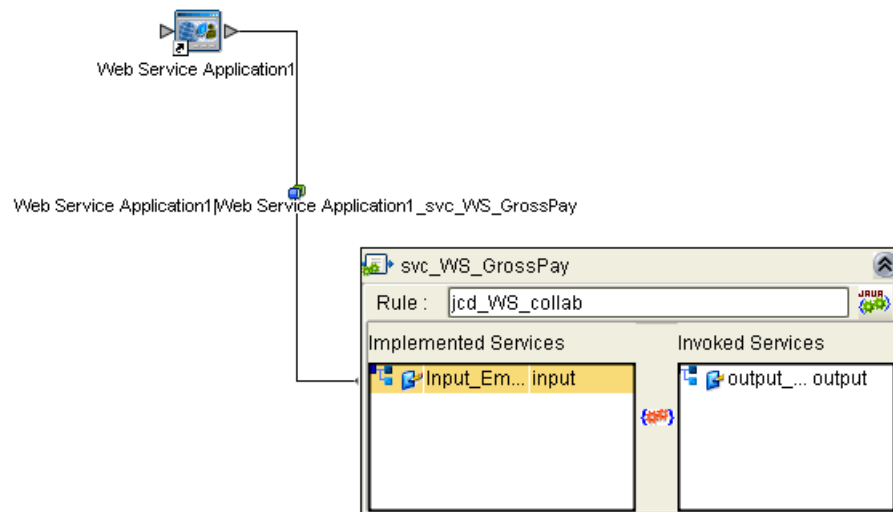 Web Service Application1
Web Service Application1|Web Service Application1_svc_WS_GrossPay
svc_WS_GrossPay
Rule : jcd_WS_collab JAVA
Implemented Services Invoked Services
Input_Em... input output_... output